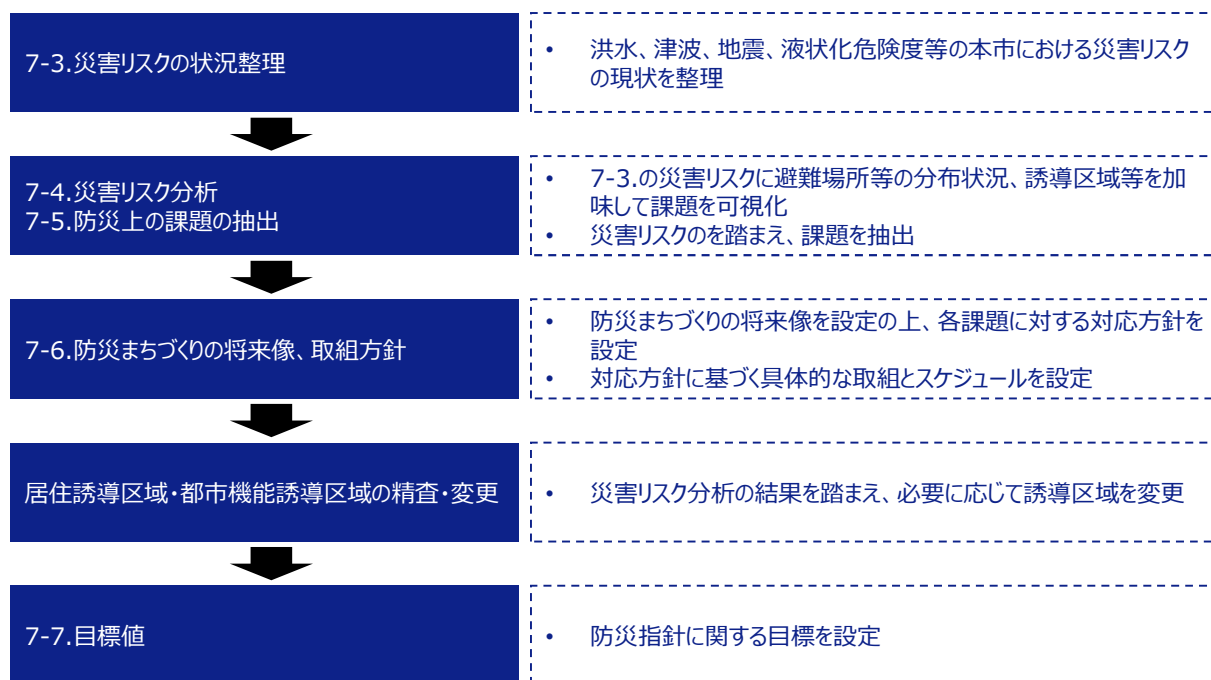 7-3.災害リスクの状況整理
• 洪水、津波、地震、液状化危険度等の本市における災害リスク
の現状を整理
7-4.災害リスク分析
7-5.防災上の課題の抽出
• 7-3.の災害リスクに避難場所等の分布状況、誘導区域等を加
味して課題を可視化
• 災害リスクのを踏まえ、課題を抽出
7-6.防災まちづくりの将来像、取組方針
• 防災まちづくりの将来像を設定の上、各課題に対する対応方針を
設定
• 対応方針に基づく具体的な取組とスケジュールを設定
居住誘導区域・都市機能誘導区域の精査・変更
• 災害リスク分析の結果を踏まえ、必要に応じて誘導区域を変更
7-7.目標値
• 防災指針に関する目標を設定